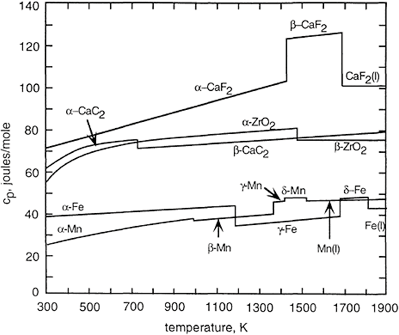 140
120
100
80
60
40
20
0
cp, joules/mole
β–CaF2
α–CaF2
CaF2(l)
α–CaC2
α-ZrO2
β-CaC2
β-ZrO2
γ-Mn
δ-Mn
δ–Fe
α-Fe
α-Mn
β-Mn
γ-Fe
Mn(l)
Fe(l)
300 500 700 900 1100 1300 1500 1700 1900
temperature, K